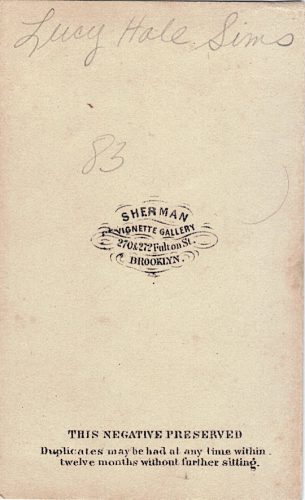 Lucy Hale Sims
83
SHERMAN
VIGNETTE GALLERY
270 & 272 Fulton St.
BROOKLYN.
THIS NEGATIVE PRESERVED
Duplicates may be had at any time within
twelve months without further sitting.